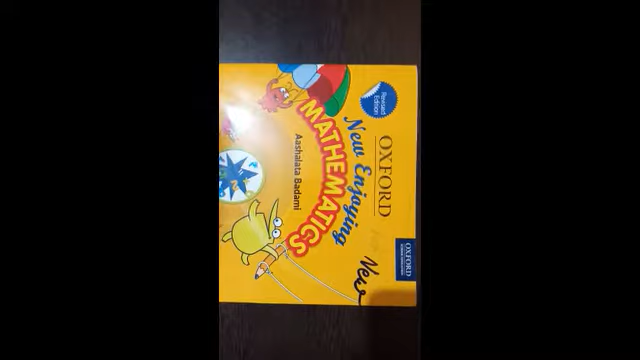 Revised
Edition
OXFORD
New Enjoying
MATHEMATICS
Aashalata Badami
OXFORD
New